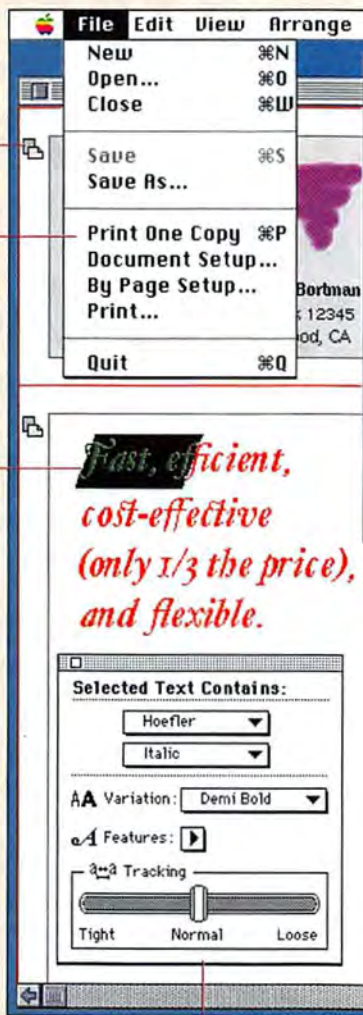 File Edit View Arrange
New ⌘N
Open... ⌘O
Close ⌘W
Save ⌘S
Save As...
Print One Copy ⌘P
Document Setup...
By Page Setup...
Print...
Quit ⌘Q
Bortman
12345
CA
Fast, efficient,
cost-effective
(only 1/3 the price),
and flexible.
Selected Text Contains:
Hoefler
Italic
AA Variation: Demi Bold
A Features:
a↔a Tracking
Tight Normal Loose